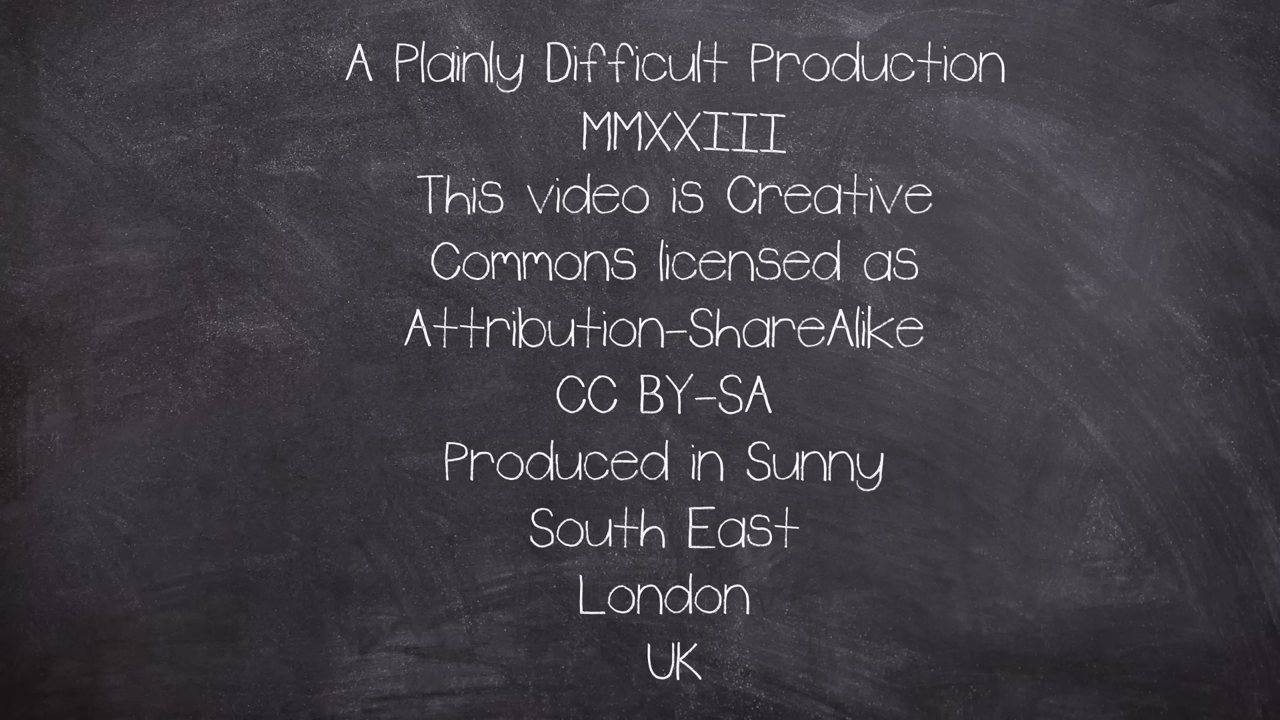 A Plainly Difficult Production
MMXXIII
This video is Creative
Commons licensed as
Attribution-ShareAlike
CC BY-SA
Produced in Sunny
South East
London
UK